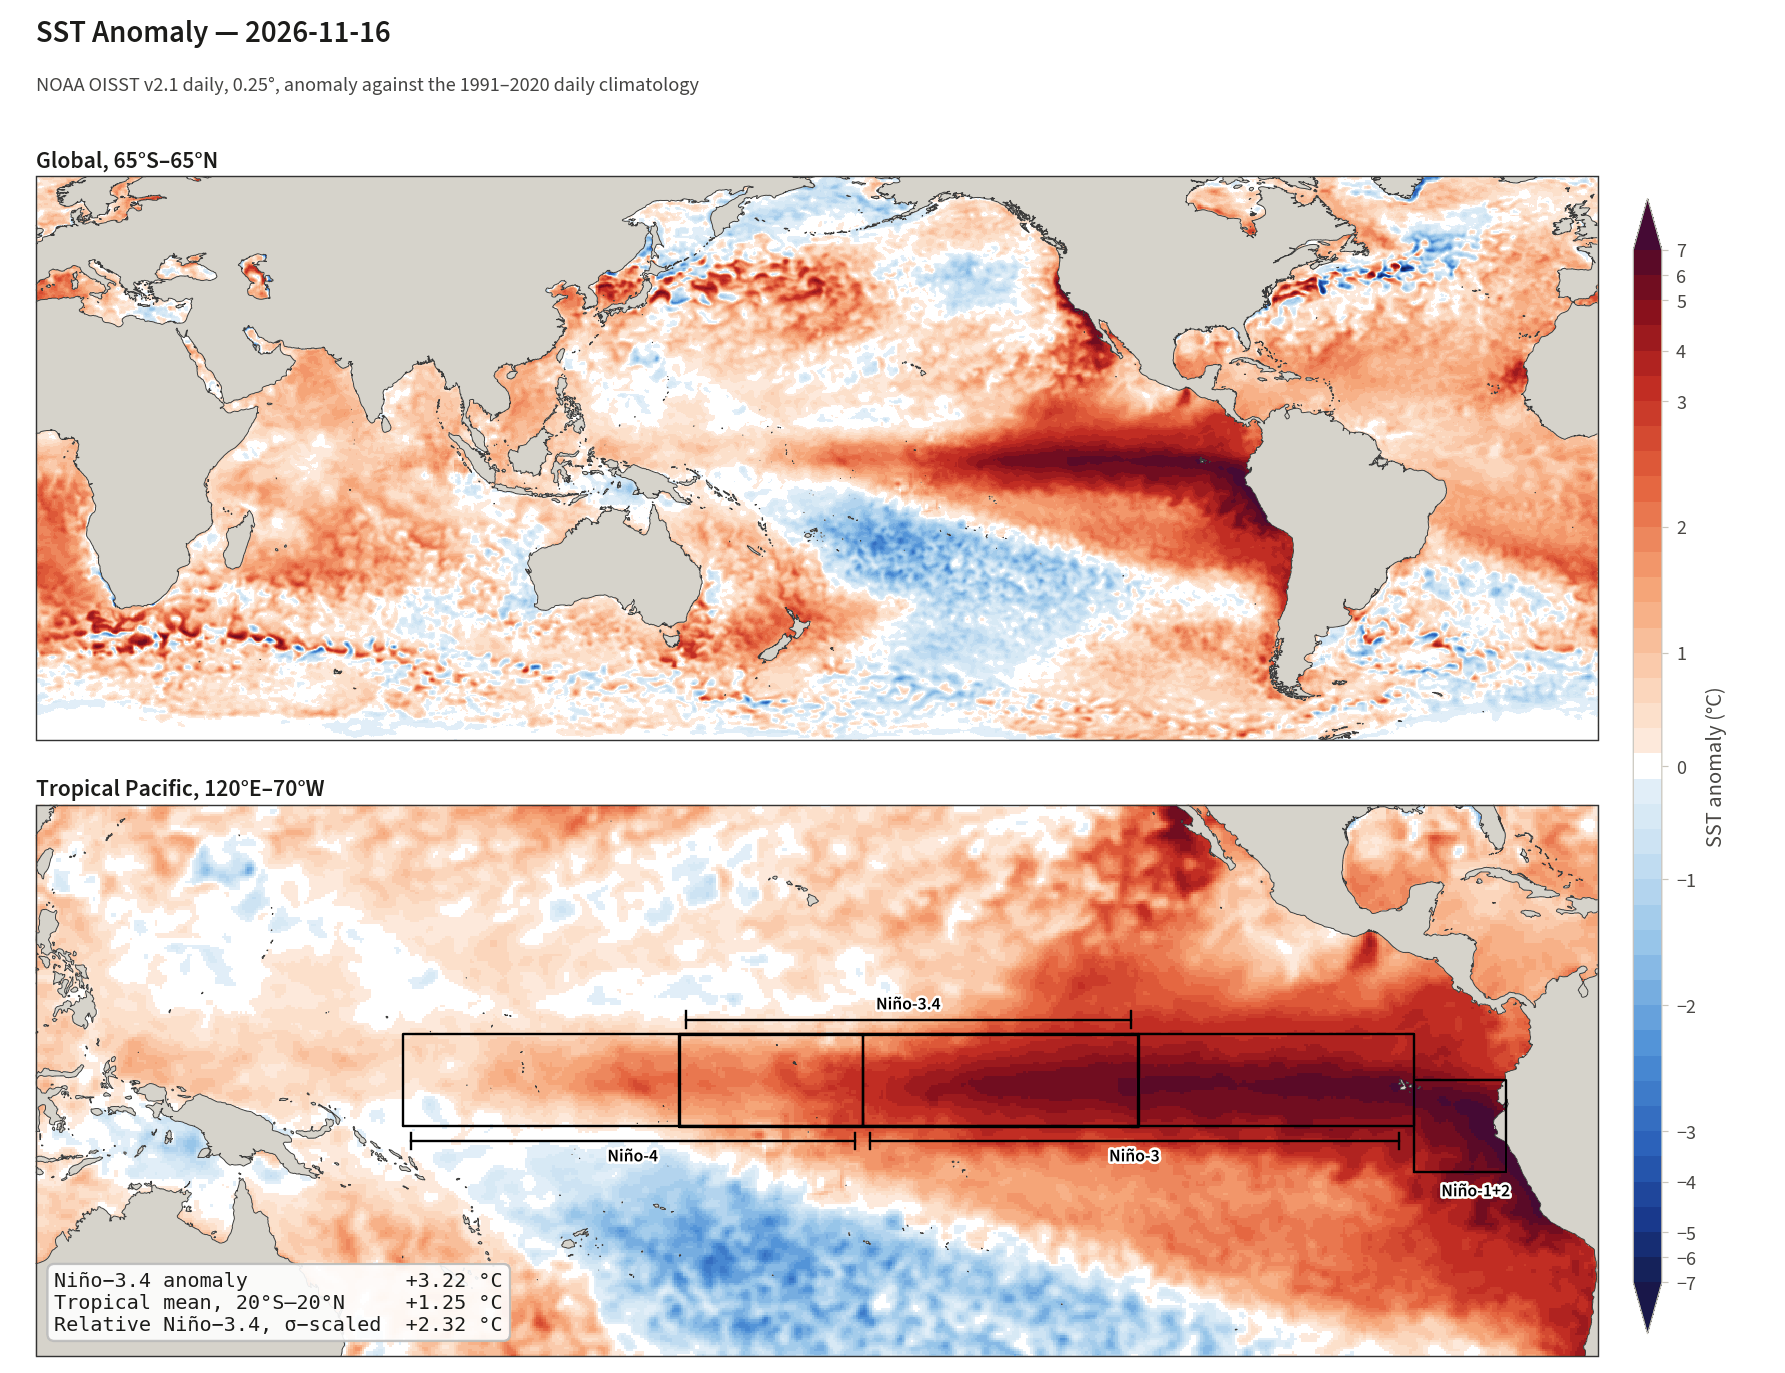 SST Anomaly — 2026-11-16
NOAA OISST v2.1 daily, 0.25°, anomaly against the 1991–2020 daily climatology
Global, 65°S–65°N
7
6
5
4
3
2
1
0
−1
−2
−3
−4
−5
−6
−7
SST anomaly (°C)
Tropical Pacific, 120°E–70°W
Niño-3.4
Niño-4
Niño-3
Niño-1+2
Niño−3.4 anomaly +3.22 °C
Tropical mean, 20°S–20°N +1.25 °C
Relative Niño−3.4, σ−scaled +2.32 °C